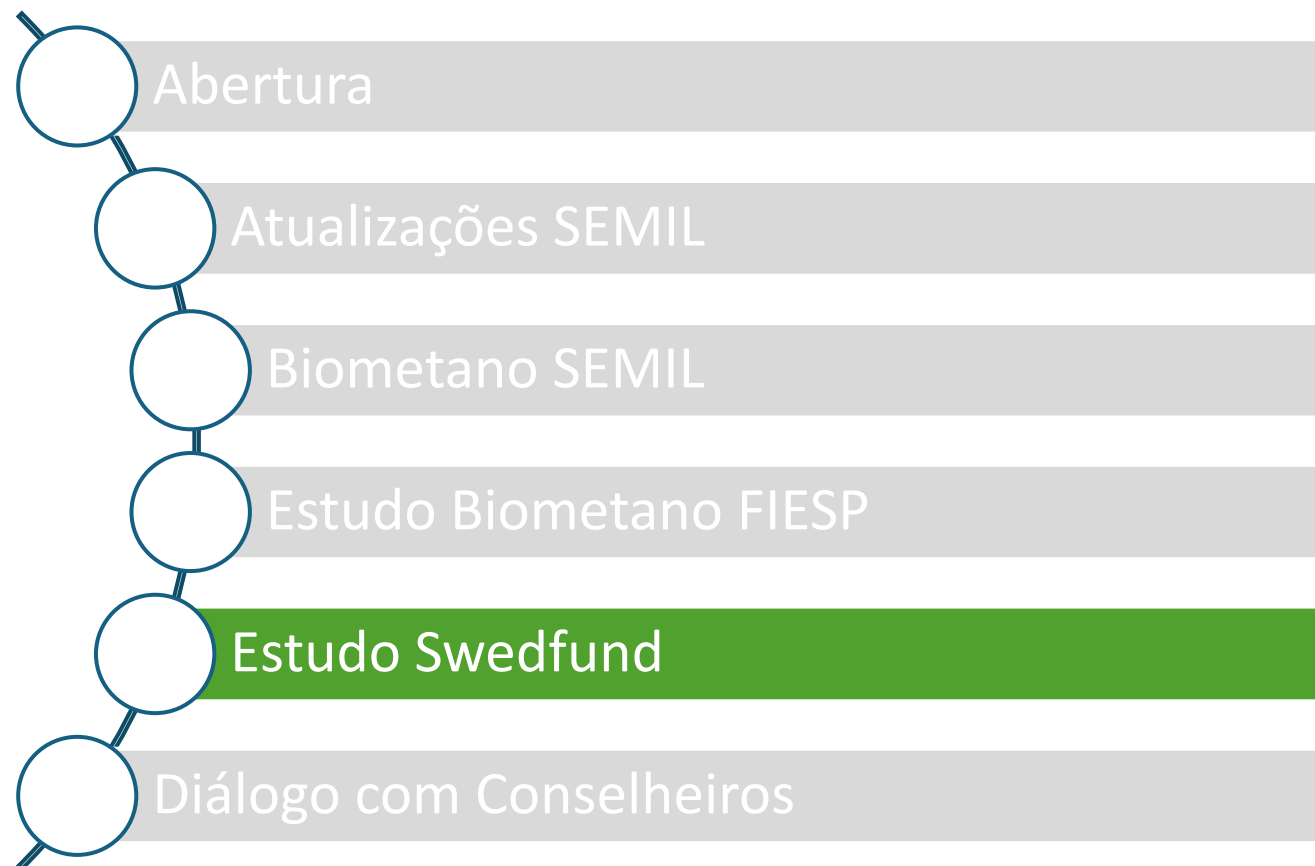 Abertura
Atualizações SEMIL
Biometano SEMIL
Estudo Biometano FIESP
Estudo Swedfund
Diálogo com Conselheiros